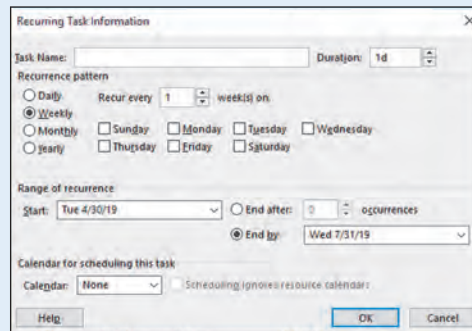 Recurring Task Information
Task Name: Duration: 1d
Recurrence pattern
Daily Recur every 1 week(s) on
Weekly
Monthly Sunday Monday Tuesday Wednesday
Yearly Thursday Friday Saturday
Range of recurrence
Start: Tue 4/30/19 End after: 0 occurrences
End by: Wed 7/31/19
Calendar for scheduling this task
Calendar: None Scheduling ignores resource calendars
Help OK Cancel